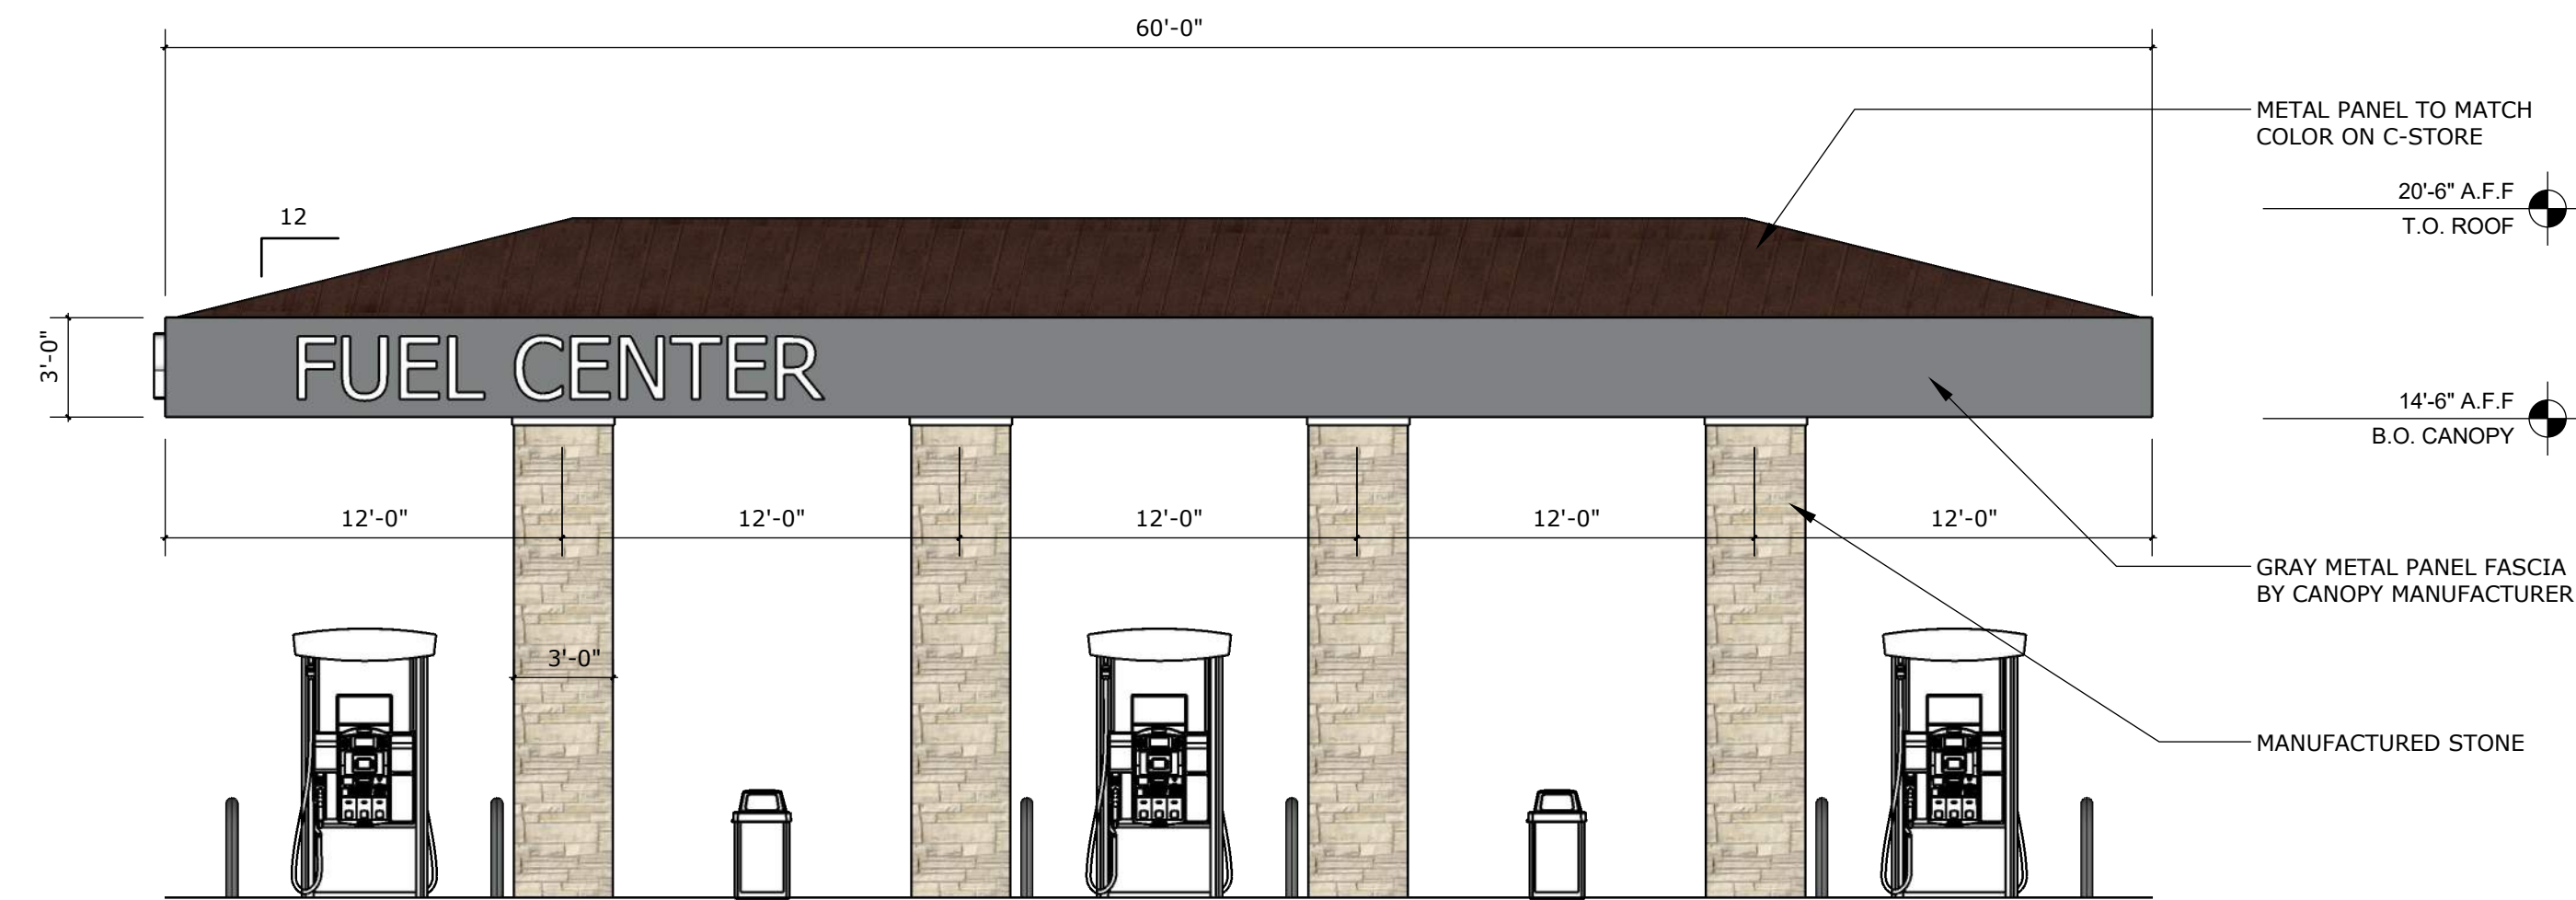 60'-0"
METAL PANEL TO MATCH
COLOR ON C-STORE
20'-6" A.F.F
T.O. ROOF
12
3'-0"
FUEL CENTER
14'-6" A.F.F
B.O. CANOPY
12'-0"
12'-0"
12'-0"
12'-0"
12'-0"
GRAY METAL PANEL FASCIA
BY CANOPY MANUFACTURER
3'-0"
MANUFACTURED STONE